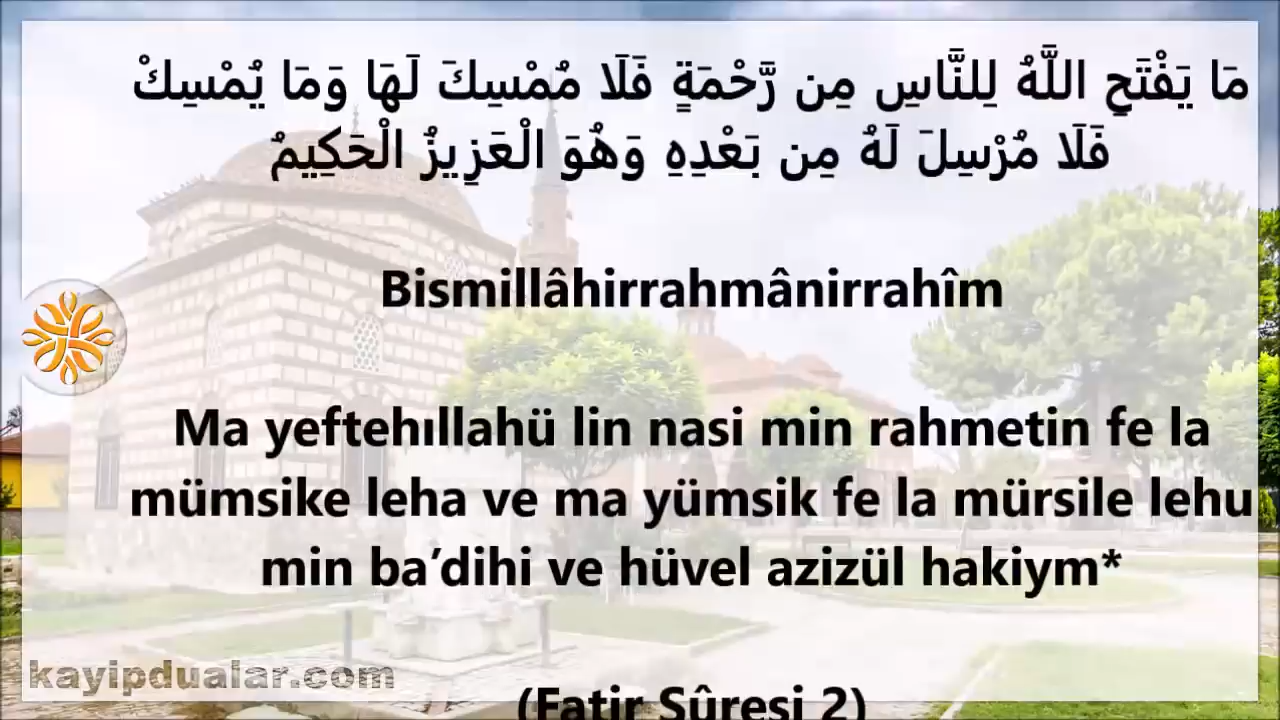 مَا يَفْتَحِ اللَّهُ لِلنَّاسِ مِن رَّحْمَةٍ فَلَا مُمْسِكَ لَهَا وَمَا يُمْسِكْ
فَلَا مُرْسِلَ لَهُ مِن بَعْدِهِ وَهُوَ الْعَزِيزُ الْحَكِيمُ
Bismillâhirrahmânirrahîm
Ma yeftehıllahü lin nasi min rahmetin fe la
mümsike leha ve ma yümsik fe la mürsile lehu
min ba’dihi ve hüvel azizül hakiym*
(Fatir Sûresi 2)
kayipdualar.com